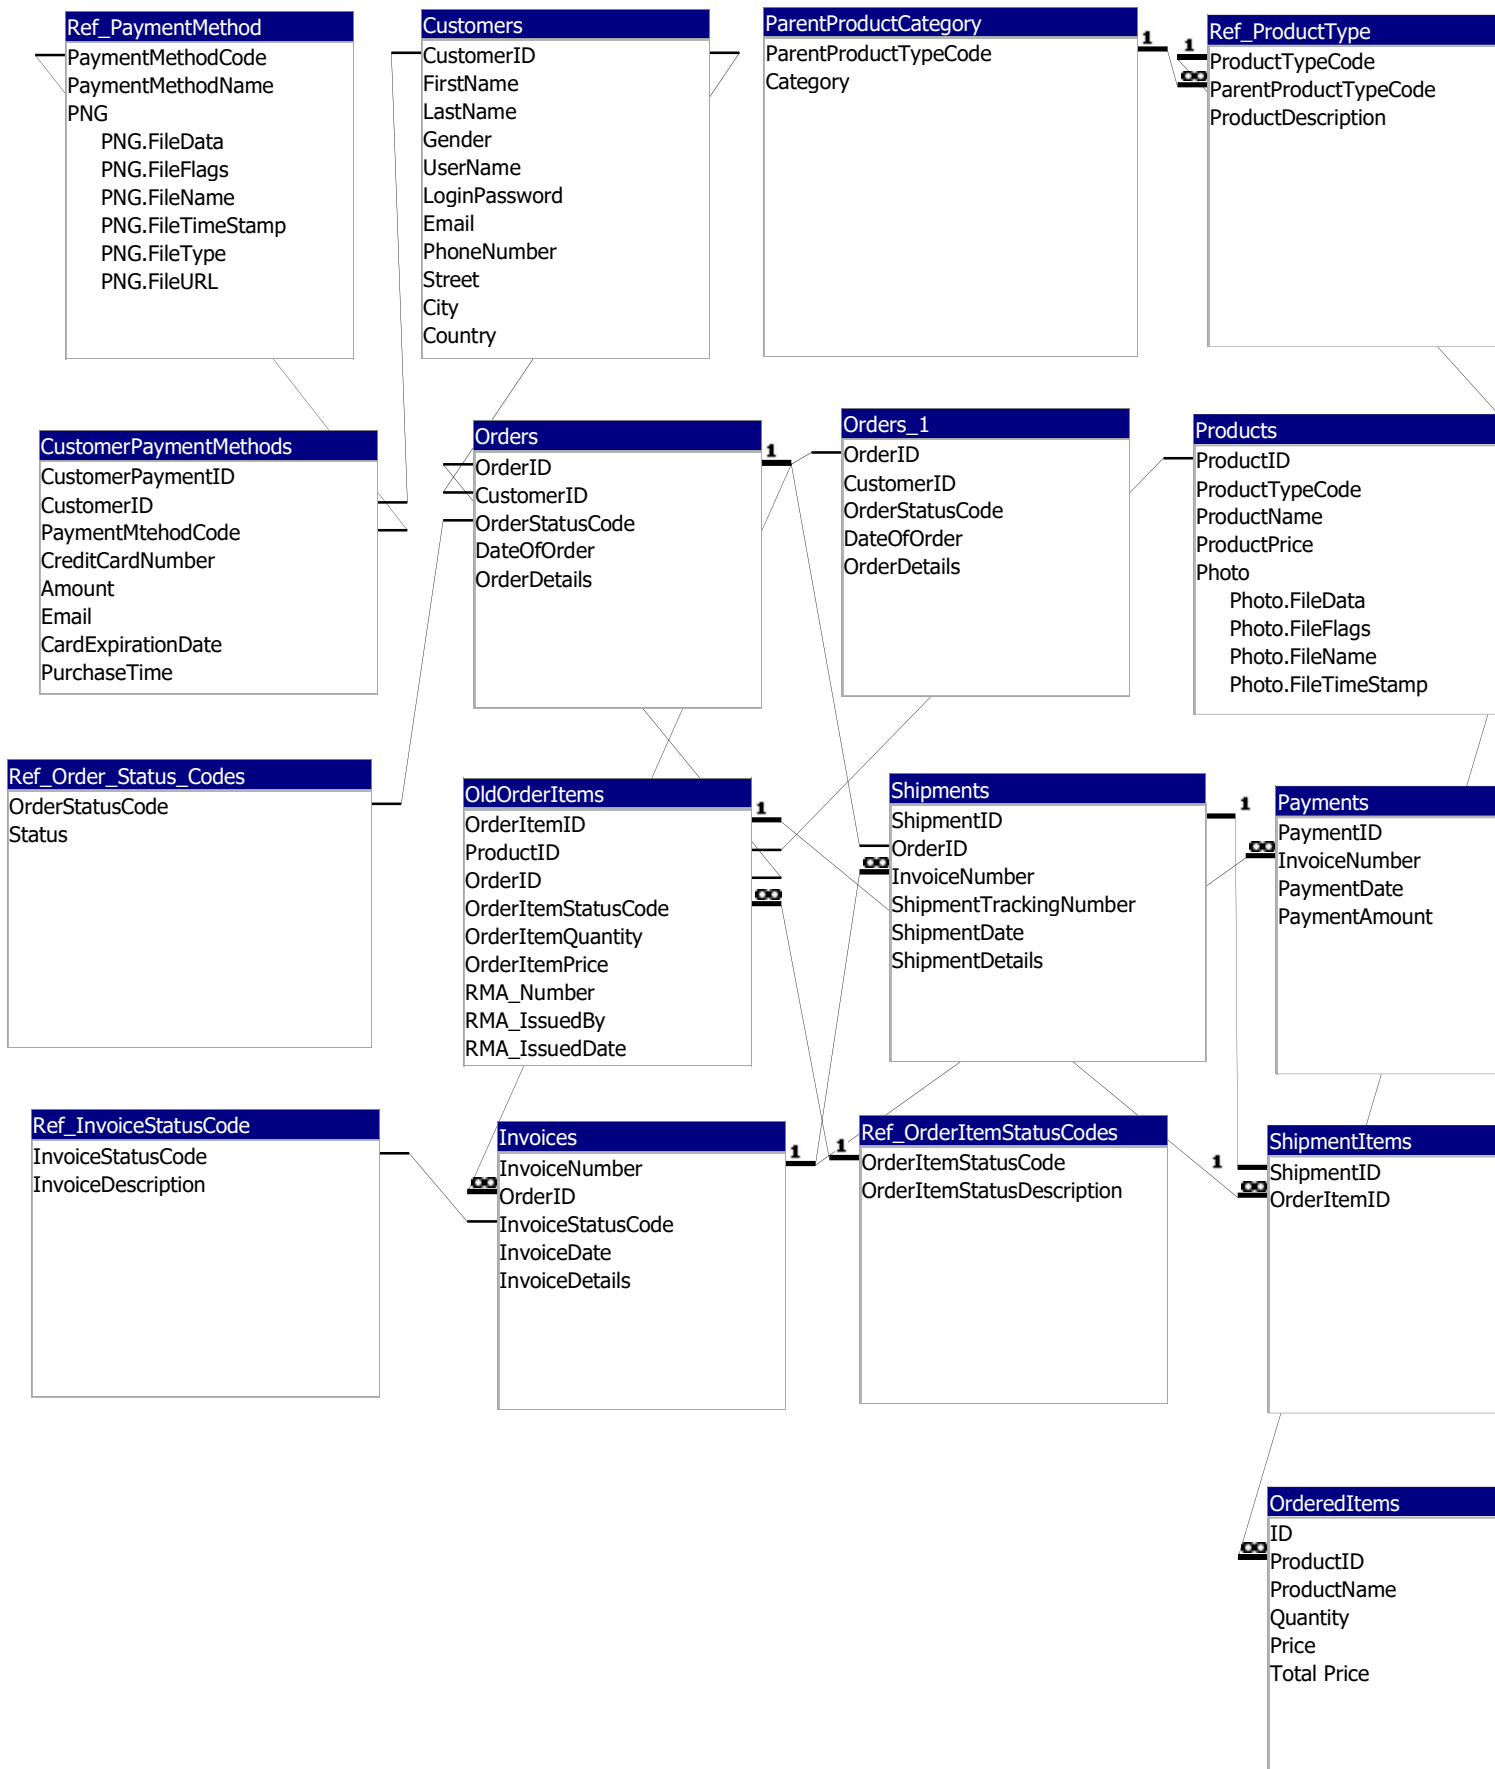 Ref_PaymentMethod
PaymentMethodCode
PaymentMethodName
PNG
PNG.FileData
PNG.FileFlags
PNG.FileName
PNG.FileTimeStamp
PNG.FileType
PNG.FileURL
Customers
CustomerID
FirstName
LastName
Gender
UserName
LoginPassword
Email
PhoneNumber
Street
City
Country
ParentProductCategory
ParentProductTypeCode
Category
1
1
∞
Ref_ProductType
ProductTypeCode
ParentProductTypeCode
ProductDescription
CustomerPaymentMethods
CustomerPaymentID
CustomerID
PaymentMtehodCode
CreditCardNumber
Amount
Email
CardExpirationDate
PurchaseTime
Orders
OrderID
CustomerID
OrderStatusCode
DateOfOrder
OrderDetails
1
Orders_1
OrderID
CustomerID
OrderStatusCode
DateOfOrder
OrderDetails
Products
ProductID
ProductTypeCode
ProductName
ProductPrice
Photo
Photo.FileData
Photo.FileFlags
Photo.FileName
Photo.FileTimeStamp
Ref_Order_Status_Codes
OrderStatusCode
Status
OldOrderItems
OrderItemID
ProductID
OrderID
OrderItemStatusCode
OrderItemQuantity
OrderItemPrice
RMA_Number
RMA_IssuedBy
RMA_IssuedDate
1
∞
∞
Shipments
ShipmentID
OrderID
InvoiceNumber
ShipmentTrackingNumber
ShipmentDate
ShipmentDetails
1
∞
Payments
PaymentID
InvoiceNumber
PaymentDate
PaymentAmount
Ref_InvoiceStatusCode
InvoiceStatusCode
InvoiceDescription
∞
Invoices
InvoiceNumber
OrderID
InvoiceStatusCode
InvoiceDate
InvoiceDetails
1
1
Ref_OrderItemStatusCodes
OrderItemStatusCode
OrderItemStatusDescription
1
∞
ShipmentItems
ShipmentID
OrderItemID
∞
OrderedItems
ID
ProductID
ProductName
Quantity
Price
Total Price